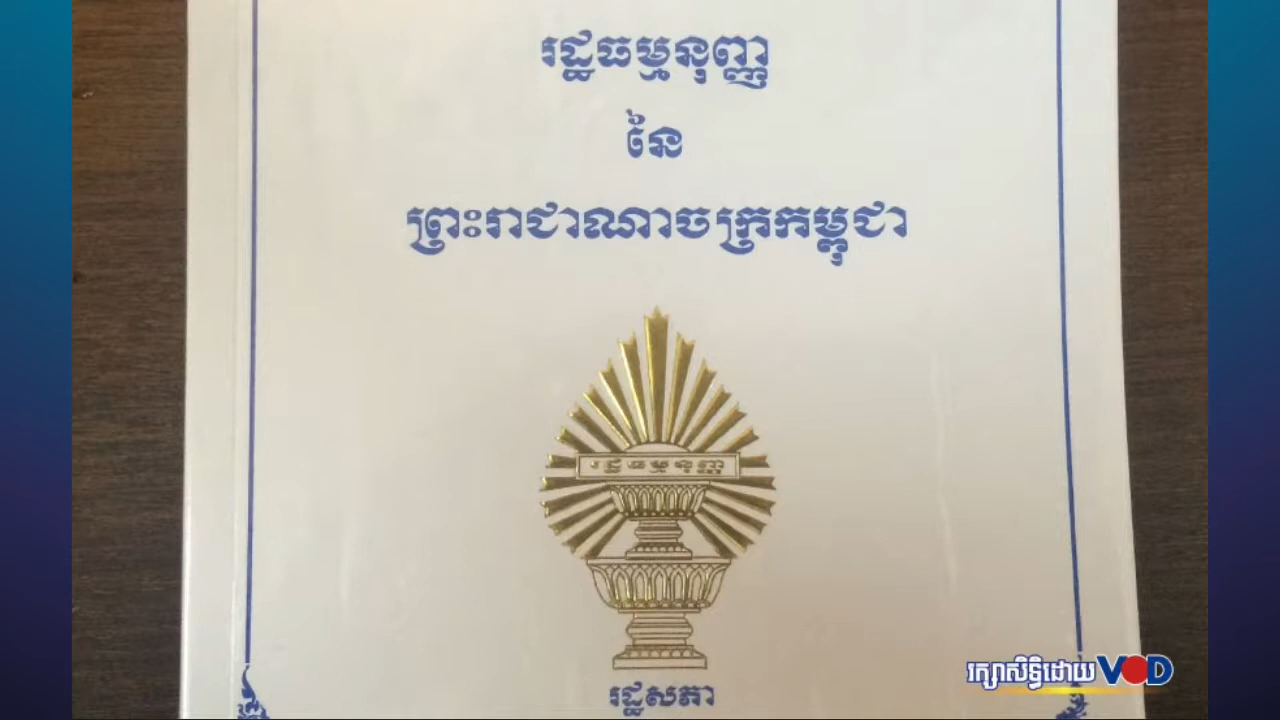 រដ្ឋធម្មនុញ្ញ
នៃ
ព្រះរាជាណាចក្រកម្ពុជា
រដ្ឋធម្មនុញ្ញ
រដ្ឋសភា
រក្សាសិទ្ធិដោយ VOD